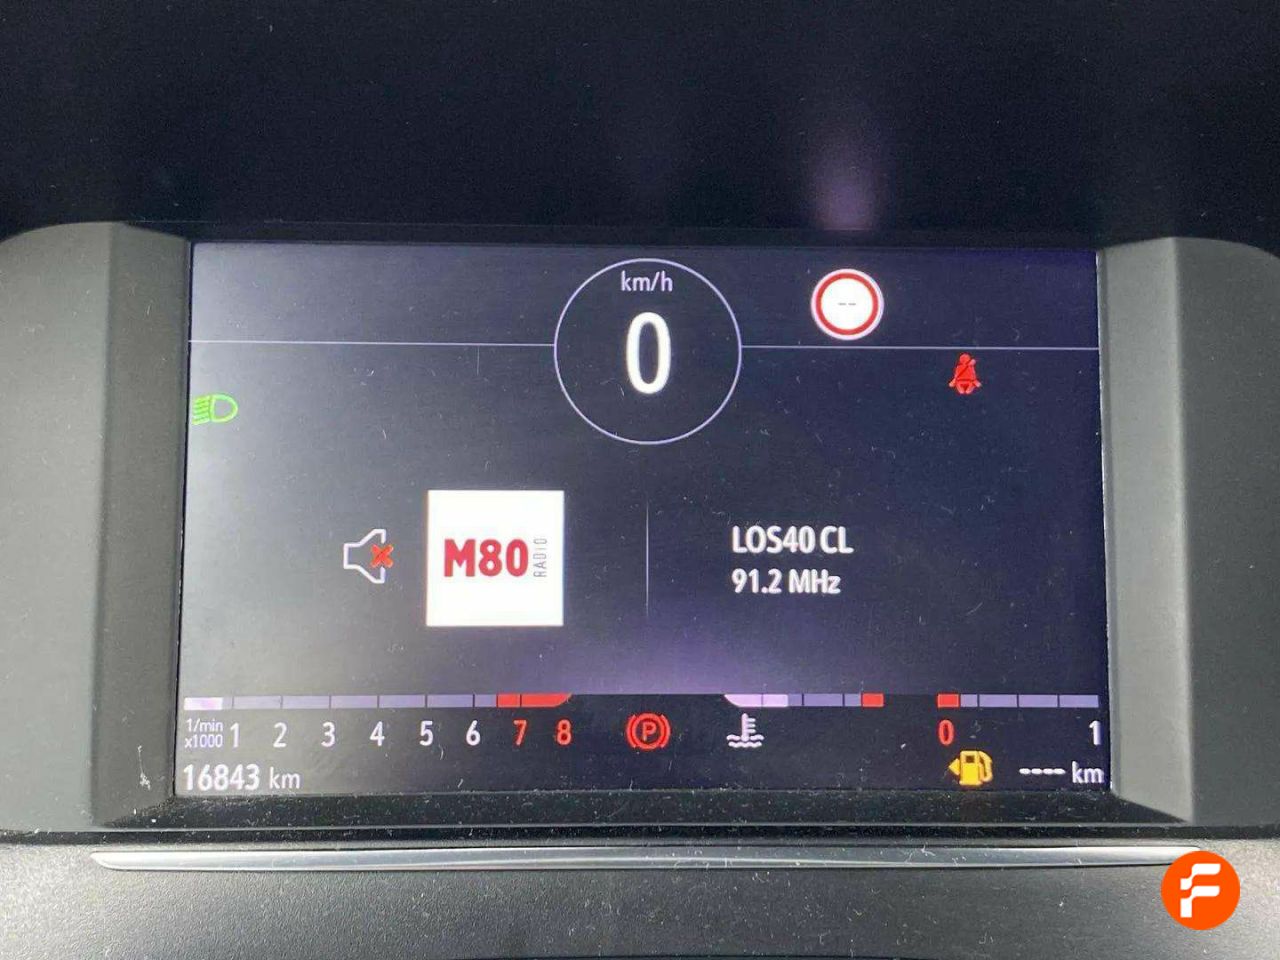 km/h
0
--
M80 RADIO
LOS40 CL
91.2 MHz
1/min
x1000
1 2 3 4 5 6 7 8
P
0 1
16843 km
---- km
F